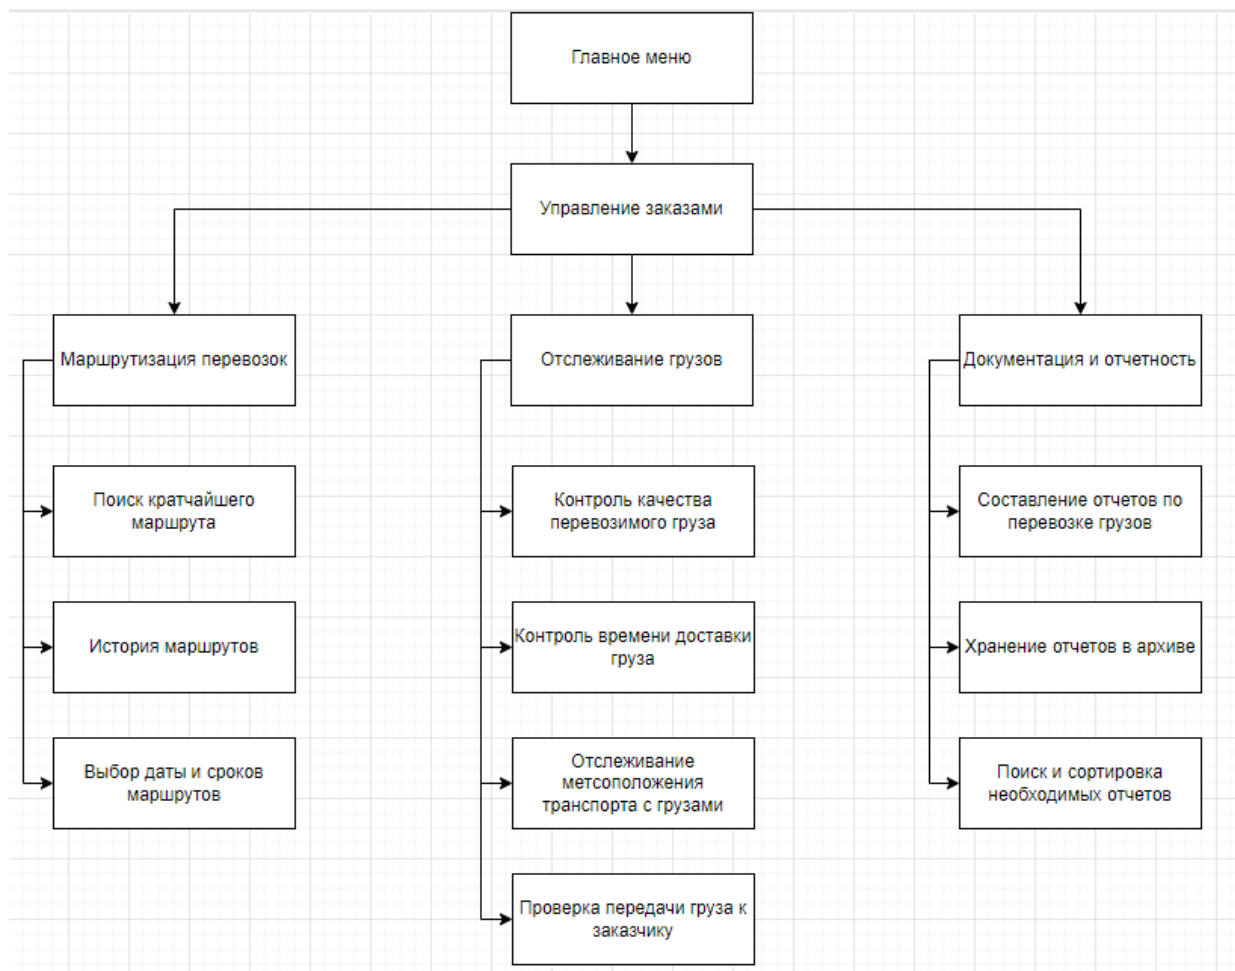 Главное меню
Управление заказами
Маршрутизация перевозок
Отслеживание грузов
Документация и отчетность
Поиск кратчайшего
маршрута
Контроль качества
перевозимого груза
Составление отчетов по
перевозке грузов
История маршрутов
Контроль времени доставки
груза
Хранение отчетов в архиве
Выбор даты и сроков
маршрутов
Отслеживание
метсоположения
транспорта с грузами
Поиск и сортировка
необходимых отчетов
Проверка передачи груза к
заказчику